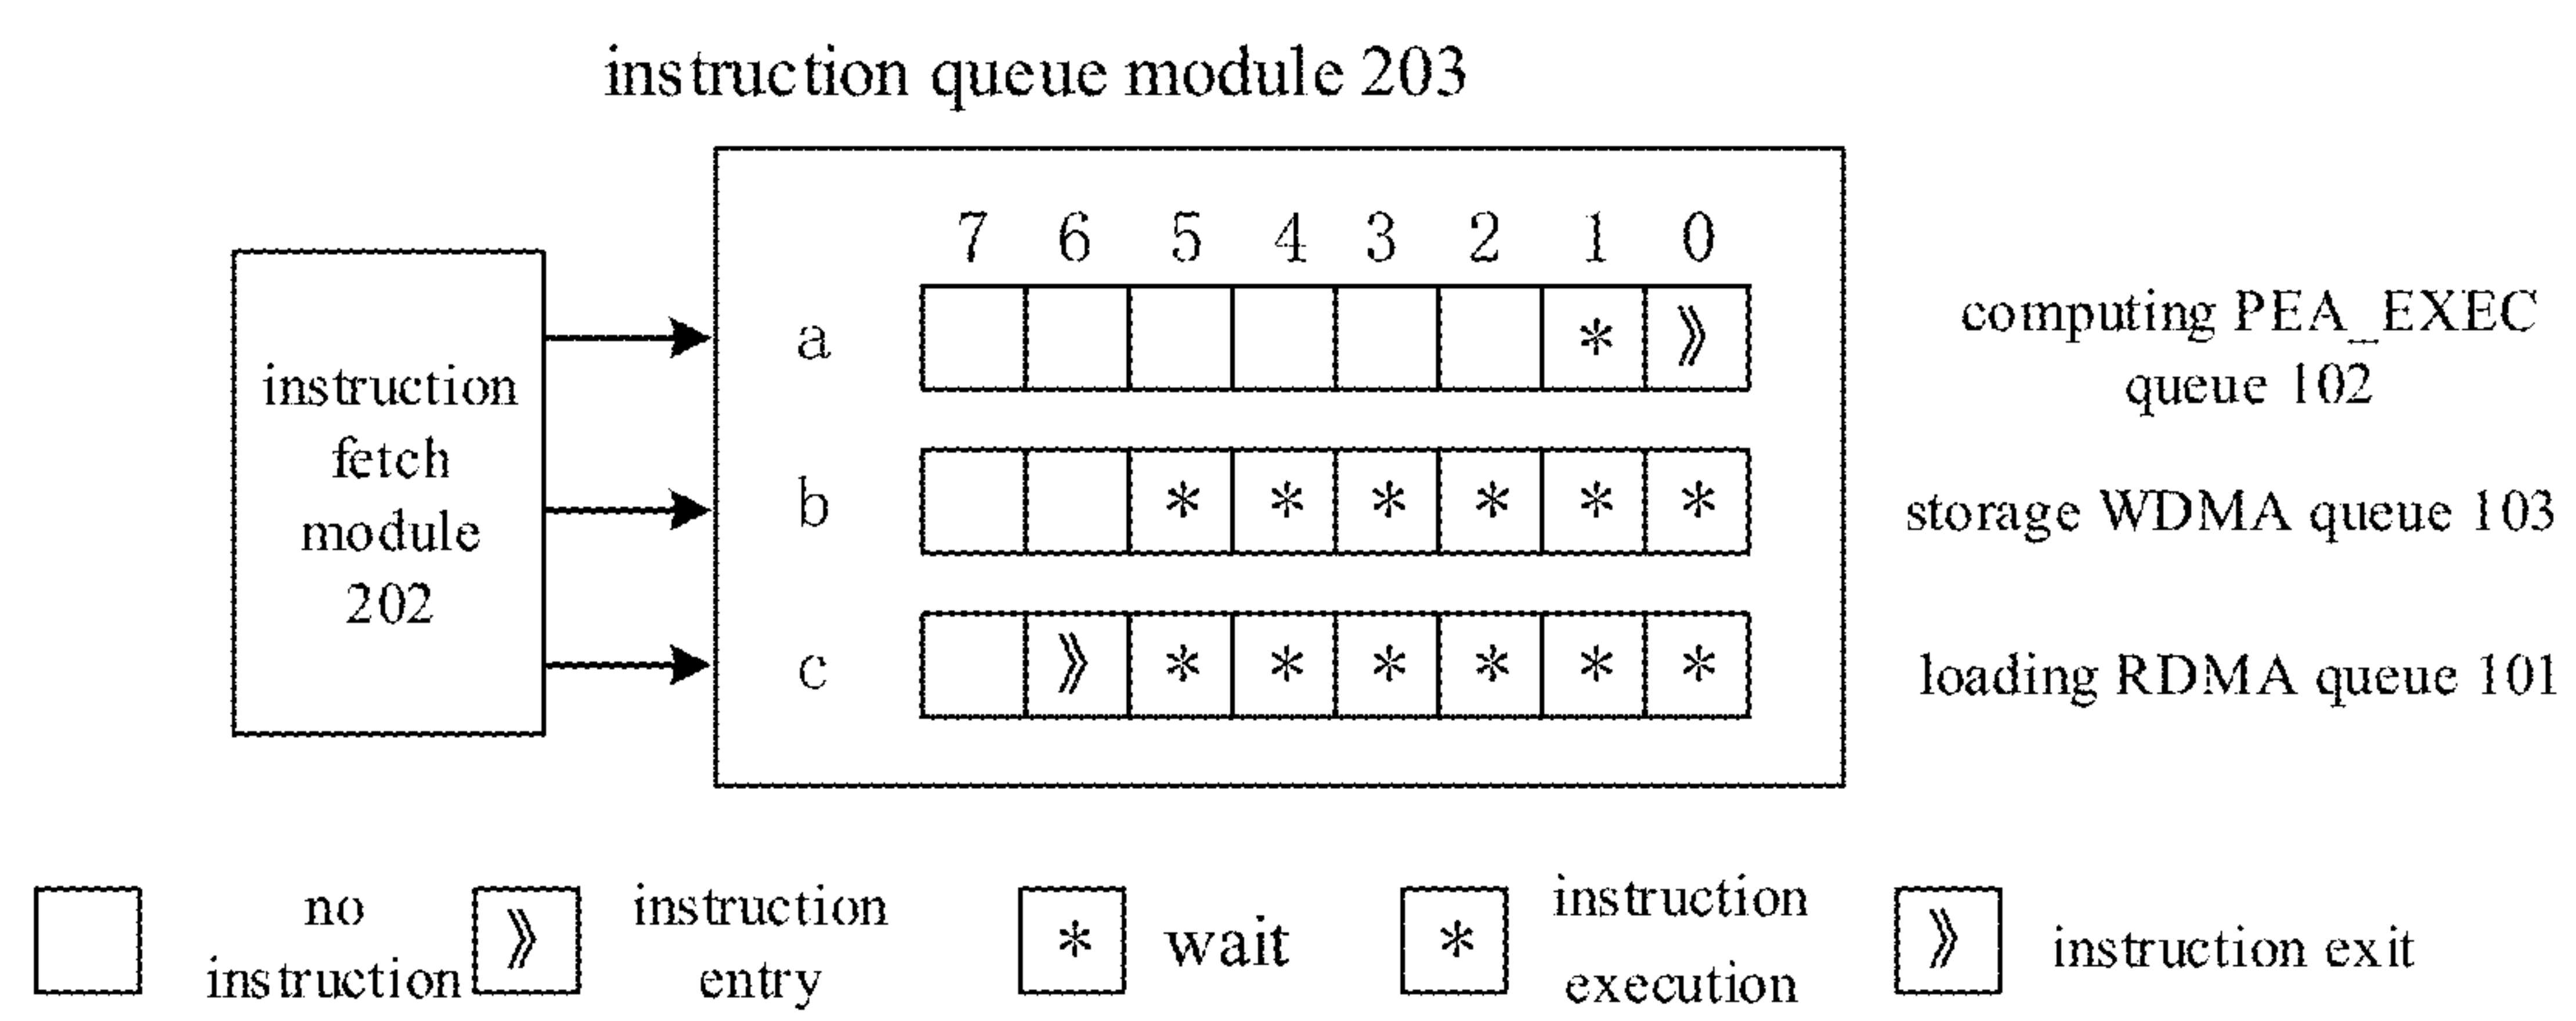 instruction queue module 203
7 6 5 4 3 2 1 0
instruction
fetch
module
202
a * 》
b * * * * * *
c 》 * * * * * *
computing PEA_EXEC
queue 102
storage WDMA queue 103
loading RDMA queue 101
no
instruction
》 instruction
entry
* wait
* instruction
execution
》 instruction exit